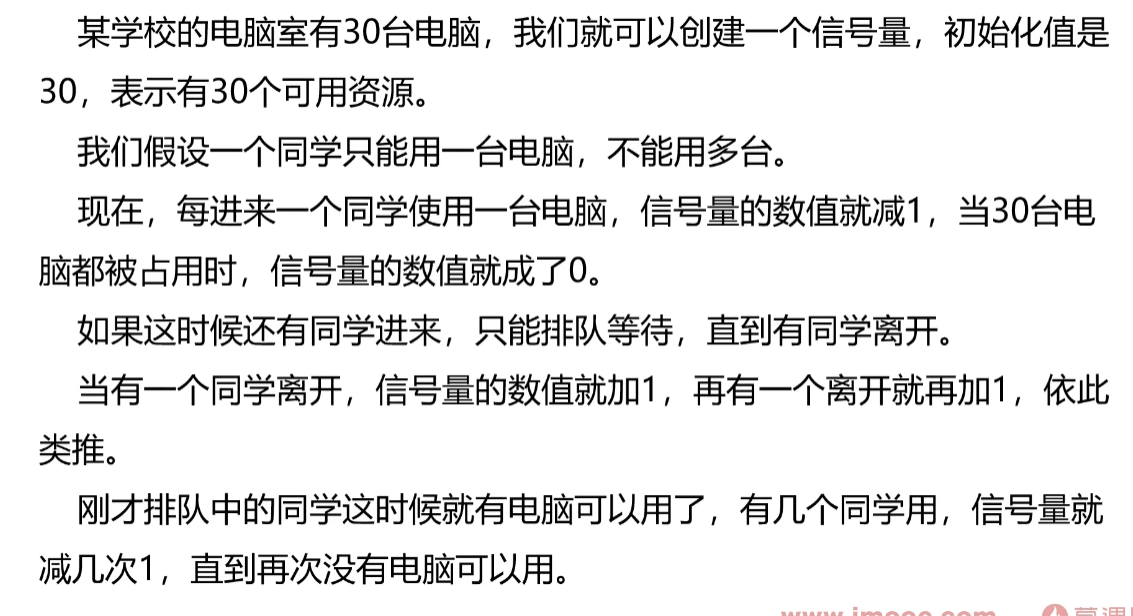 某学校的电脑室有30台电脑，我们就可以创建一个信号量，初始化值是
30，表示有30个可用资源。
我们假设一个同学只能用一台电脑，不能用多台。
现在，每进来一个同学使用一台电脑，信号量的数值就减1，当30台电
脑都被占用时，信号量的数值就成了0。
如果这时候还有同学进来，只能排队等待，直到有同学离开。
当有一个同学离开，信号量的数值就加1，再有一个离开就再加1，依此
类推。
刚才排队中的同学这时候就有电脑可以用了，有几个同学用，信号量就
减几次1，直到再次没有电脑可以用。